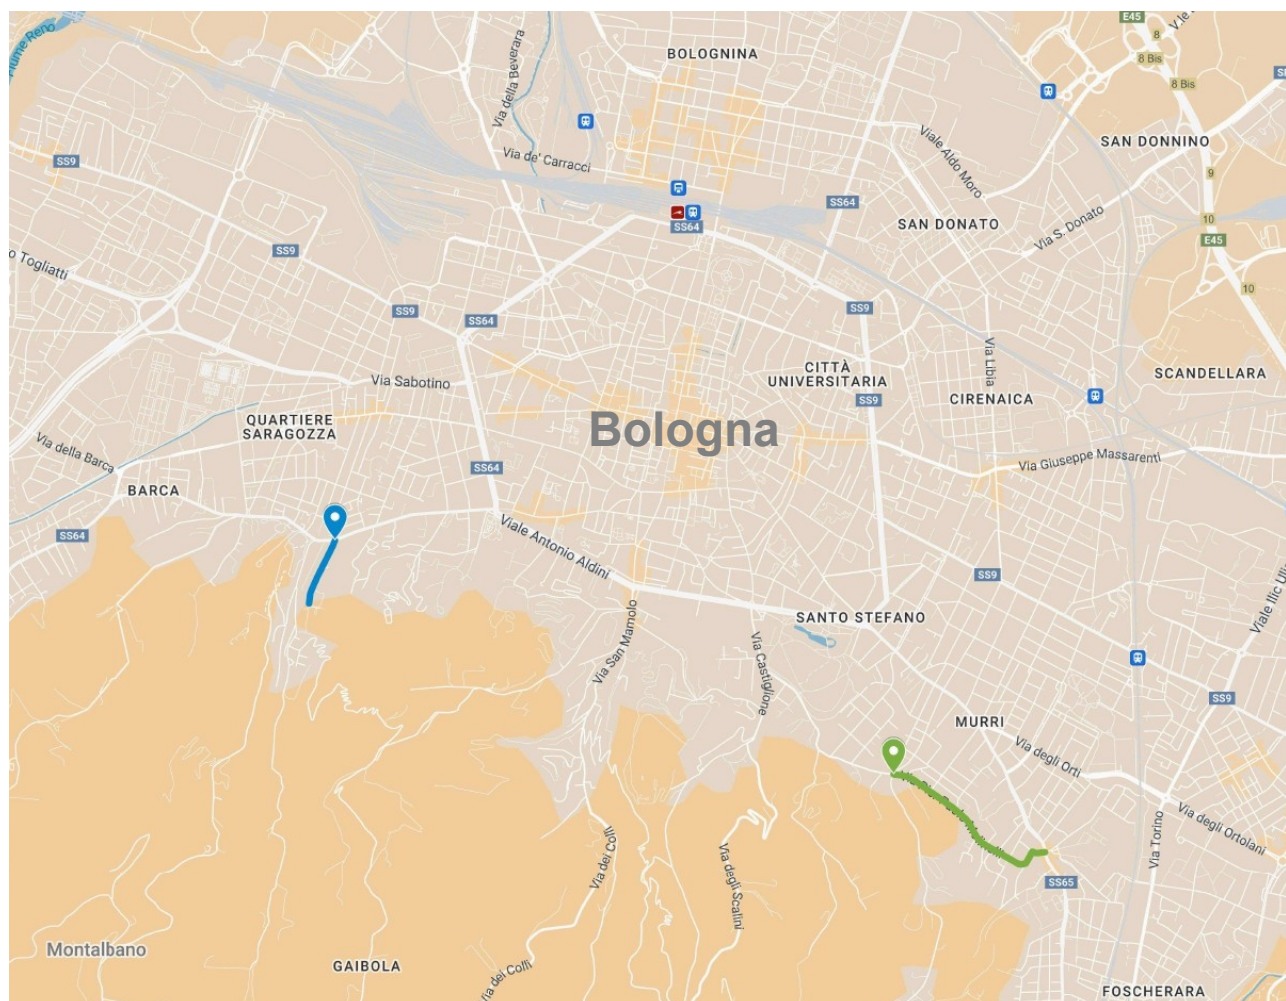 Fiume Reno
Via della Beverara
BOLOGNINA
E45
8
V.le
8 Bis
8 Bis
SAN DONNINO
SS9
Via de' Carracci
Viale Aldo Moro
9
SS64
SAN DONATO
Via S. Donato
10
E45
SS64
o Togliatti
SS9
10
SS9
SS64
SS9
Via Sabotino
CITTÀ
UNIVERSITARIA
Via Libia
SCANDELLARA
CIRENAICA
SS9
QUARTIERE
SARAGOZZA
Bologna
Via della Barca
Via Giuseppe Massarenti
SS64
BARCA
SS64
Viale Antonio Aldini
SS9
Viale Ilic Uli
SANTO STEFANO
Via San Mamolo
Via Castiglione
SS9
MURRI
Via degli Orti
Via degli Ortolani
Via dei Colli
Via degli Scalini
Via Torino
SS65
Montalbano
GAIBOLA
Via dei Colli
FOSCHERARA